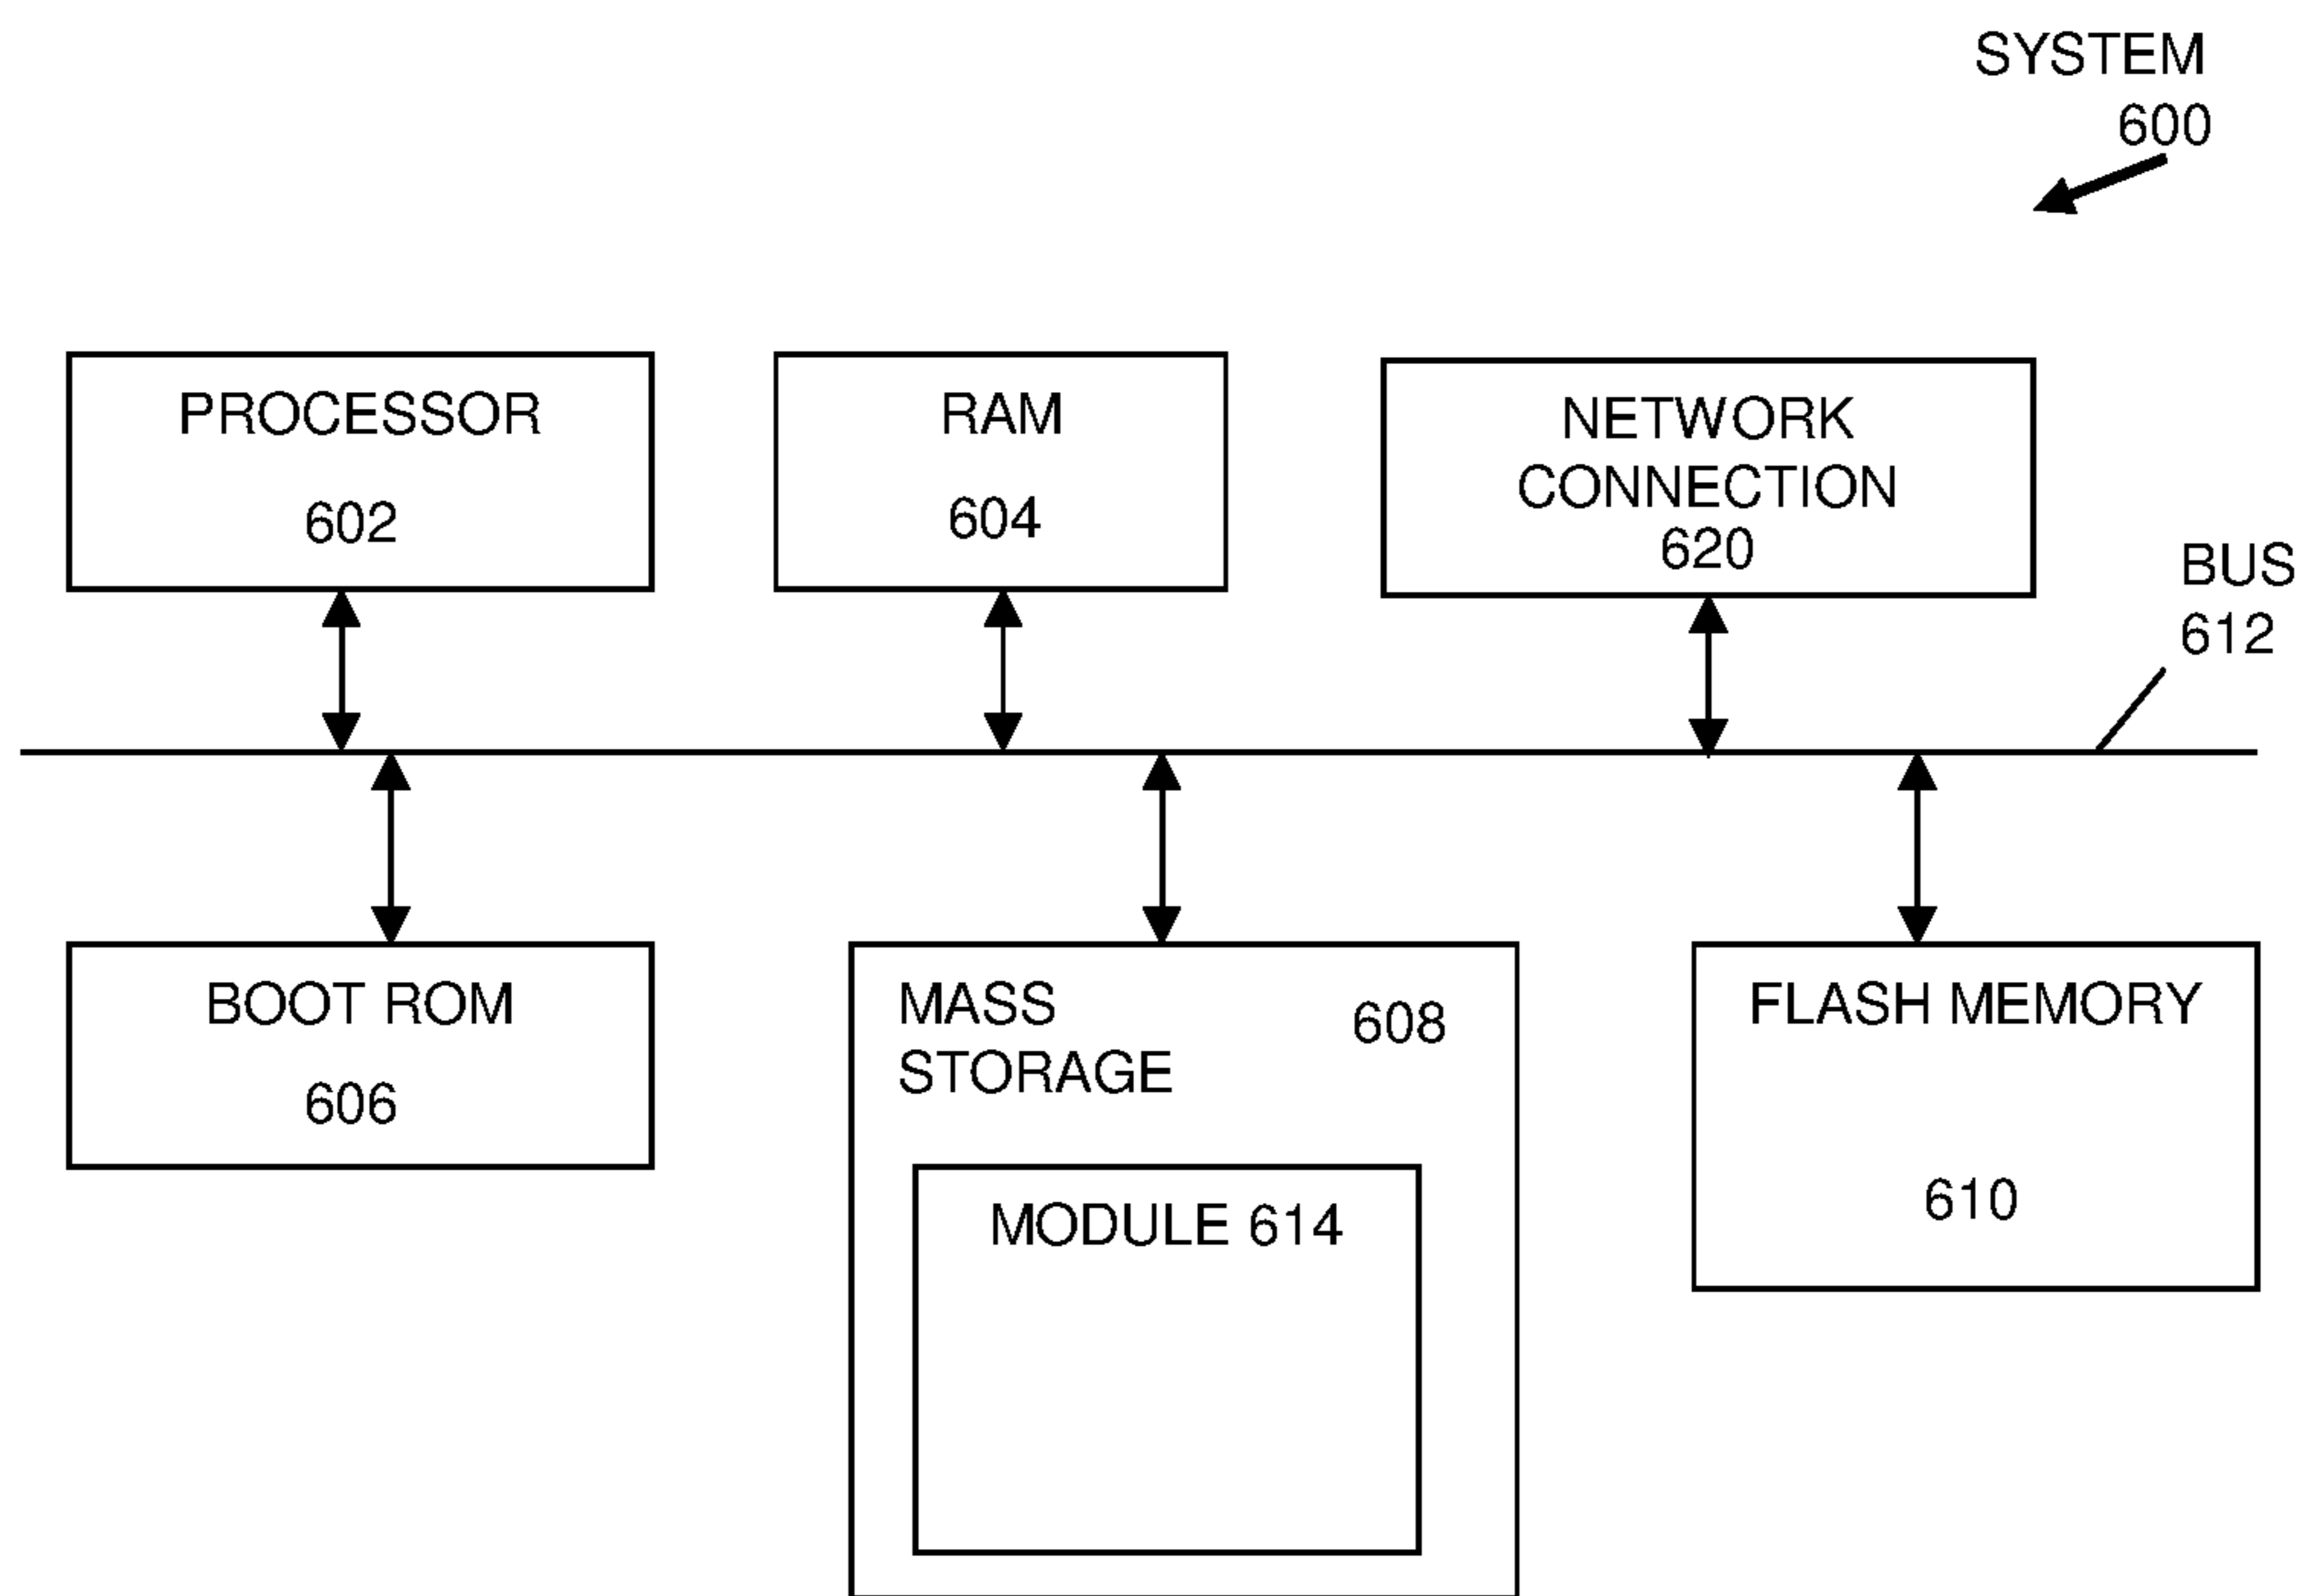 SYSTEM
600
PROCESSOR
602
RAM
604
NETWORK
CONNECTION
620
BUS
612
BOOT ROM
606
MASS
STORAGE
608
MODULE 614
FLASH MEMORY
610